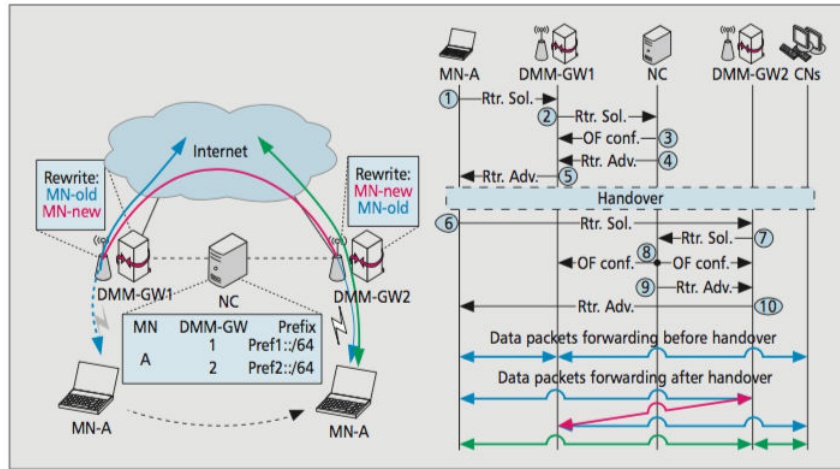 Internet
Rewrite:
MN-old
MN-new
Rewrite:
MN-new
MN-old
DMM-GW1
NC
DMM-GW2
MN DMM-GW Prefix
A
1 Pref1::/64
2 Pref2::/64
MN-A
MN-A
MN-A DMM-GW1 NC DMM-GW2 CNs
1 Rtr. Sol.
2 Rtr. Sol.
OF conf. 3
Rtr. Adv. 4
Rtr. Adv. 5
Handover
6 Rtr. Sol.
Rtr. Sol. 7
8
OF conf. OF conf.
9 Rtr. Adv.
Rtr. Adv. 10
Data packets forwarding before handover
Data packets forwarding after handover